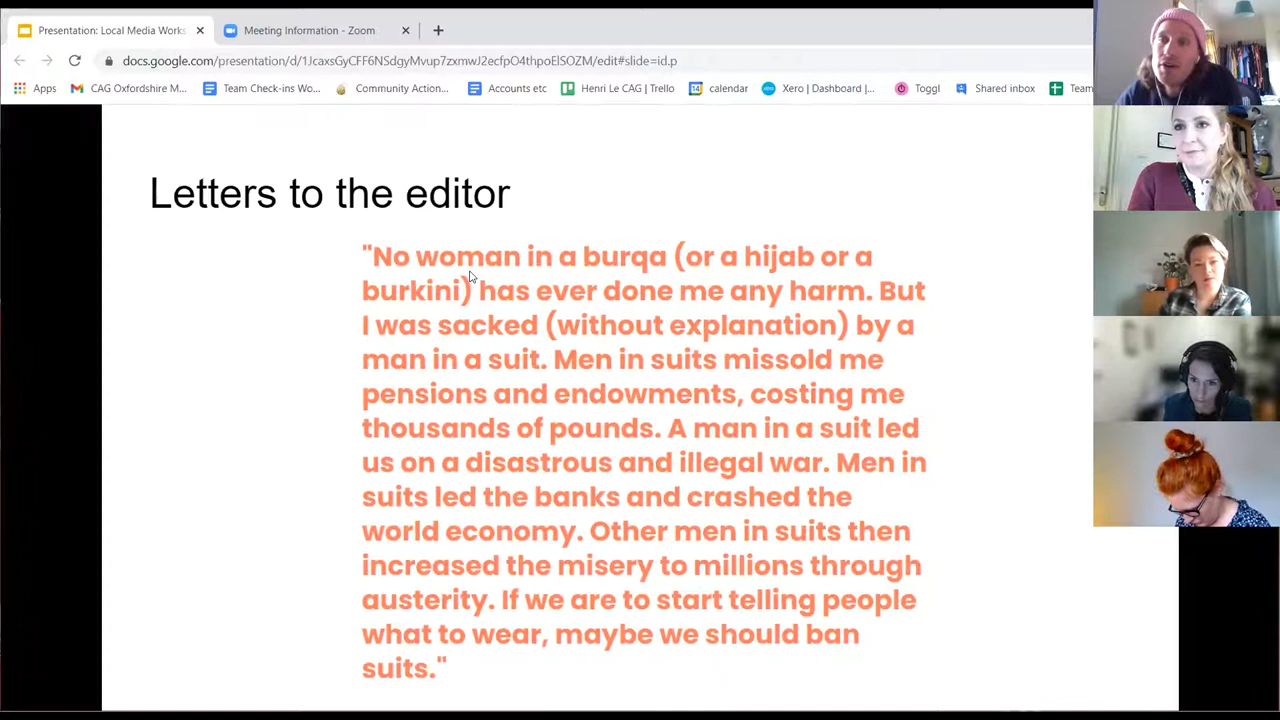 Presentation: Local Media Works
Meeting Information - Zoom
docs.google.com/presentation/d/1JcaxsGyCFF6NSdgyMvup7zxmwJ2ecfpO4thpoElSOZM/edit#slide=id.p
Apps CAG Oxfordshire M... Team Check-ins Wo... Community Action... Accounts etc Henri Le CAG | Trello calendar Xero | Dashboard |... Toggl Shared inbox Team
Letters to the editor
"No woman in a burqa (or a hijab or a
burkini) has ever done me any harm. But
I was sacked (without explanation) by a
man in a suit. Men in suits missold me
pensions and endowments, costing me
thousands of pounds. A man in a suit led
us on a disastrous and illegal war. Men in
suits led the banks and crashed the
world economy. Other men in suits then
increased the misery to millions through
austerity. If we are to start telling people
what to wear, maybe we should ban
suits."